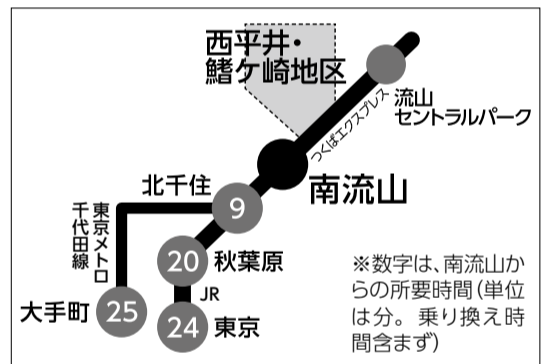 西平井・
鰭ケ崎地区
流山
セントラルパーク
つくばエクスプレス
南流山
北千住
9
東京メトロ
千代田線
20
秋葉原
JR
大手町
25
24
東京
※数字は、南流山か
らの所要時間(単位
は分。乗り換え時
間含まず)